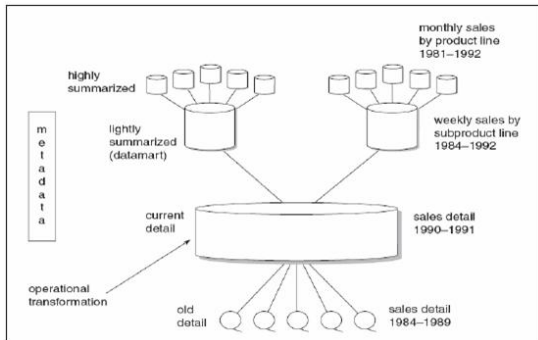 monthly sales
by product line
1981–1992
highly
summarized
metadata
lightly
summarized
(datamart)
weekly sales by
subproduct line
1984–1992
current
detail
sales detail
1990–1991
operational
transformation
old
detail
sales detail
1984–1989